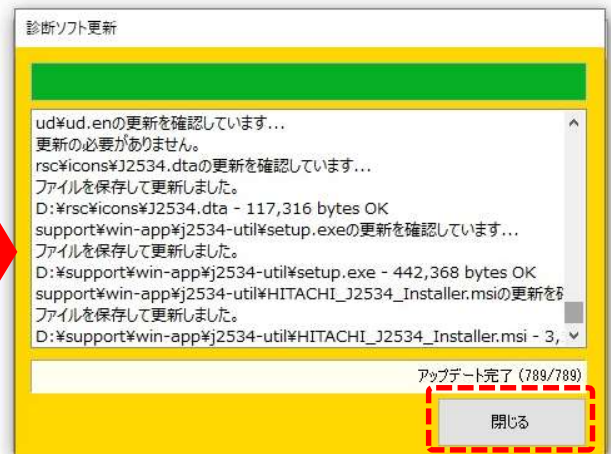 診断ソフト更新
ud¥ud.enの更新を確認しています...
更新の必要がありません。
rsc¥icons¥J2534.dtaの更新を確認しています...
ファイルを保存して更新しました。
D:¥rsc¥icons¥J2534.dta - 117,316 bytes OK
support¥win-app¥j2534-util¥setup.exeの更新を確認しています...
ファイルを保存して更新しました。
D:¥support¥win-app¥j2534-util¥setup.exe - 442,368 bytes OK
support¥win-app¥j2534-util¥HITACHI_J2534_Installer.msiの更新を
ファイルを保存して更新しました。
D:¥support¥win-app¥j2534-util¥HITACHI_J2534_Installer.msi - 3,
アップデート完了 (789/789)
閉じる